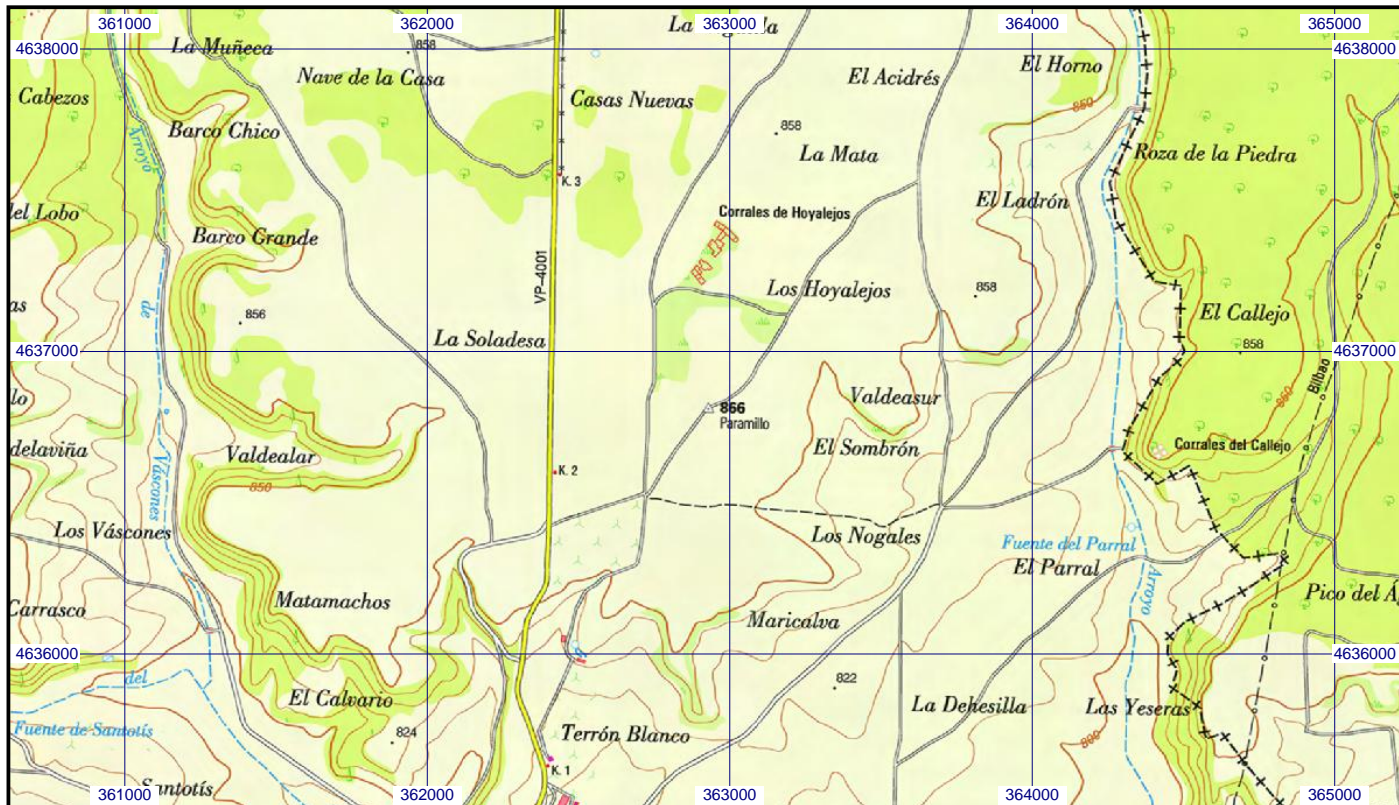 361000
362000
363000
364000
365000
4638000
4638000
La Muñeca
858
El Horno
Nave de la Casa
El Acidrés
Cabezos
Casas Nuevas
860
Barco Chico
Arroyo
858
La Mata
Roza de la Piedra
K. 3
El Ladrón
del Lobo
Corrales de Hoyalejos
Barco Grande
VP-4001
Los Hoyalejos
858
de
856
El Callejo
La Soladesa
4637000
4637000
858
Bilbao
Valdeasur
860
866
Paramillo
Corrales del Callejo
El Sombrón
delaviña
Valdealar
Váscones
K. 2
850
Los Váscones
Los Nogales
Fuente del Parral
El Parral
Arroyo
Matamachos
Carrasco
Pico del
Maricalva
4636000
4636000
del
822
El Calvario
La Dehesilla
Las Yeseras
Fuente de Santotís
824
Terrón Blanco
800
K. 1
Santotís
361000
362000
363000
364000
365000